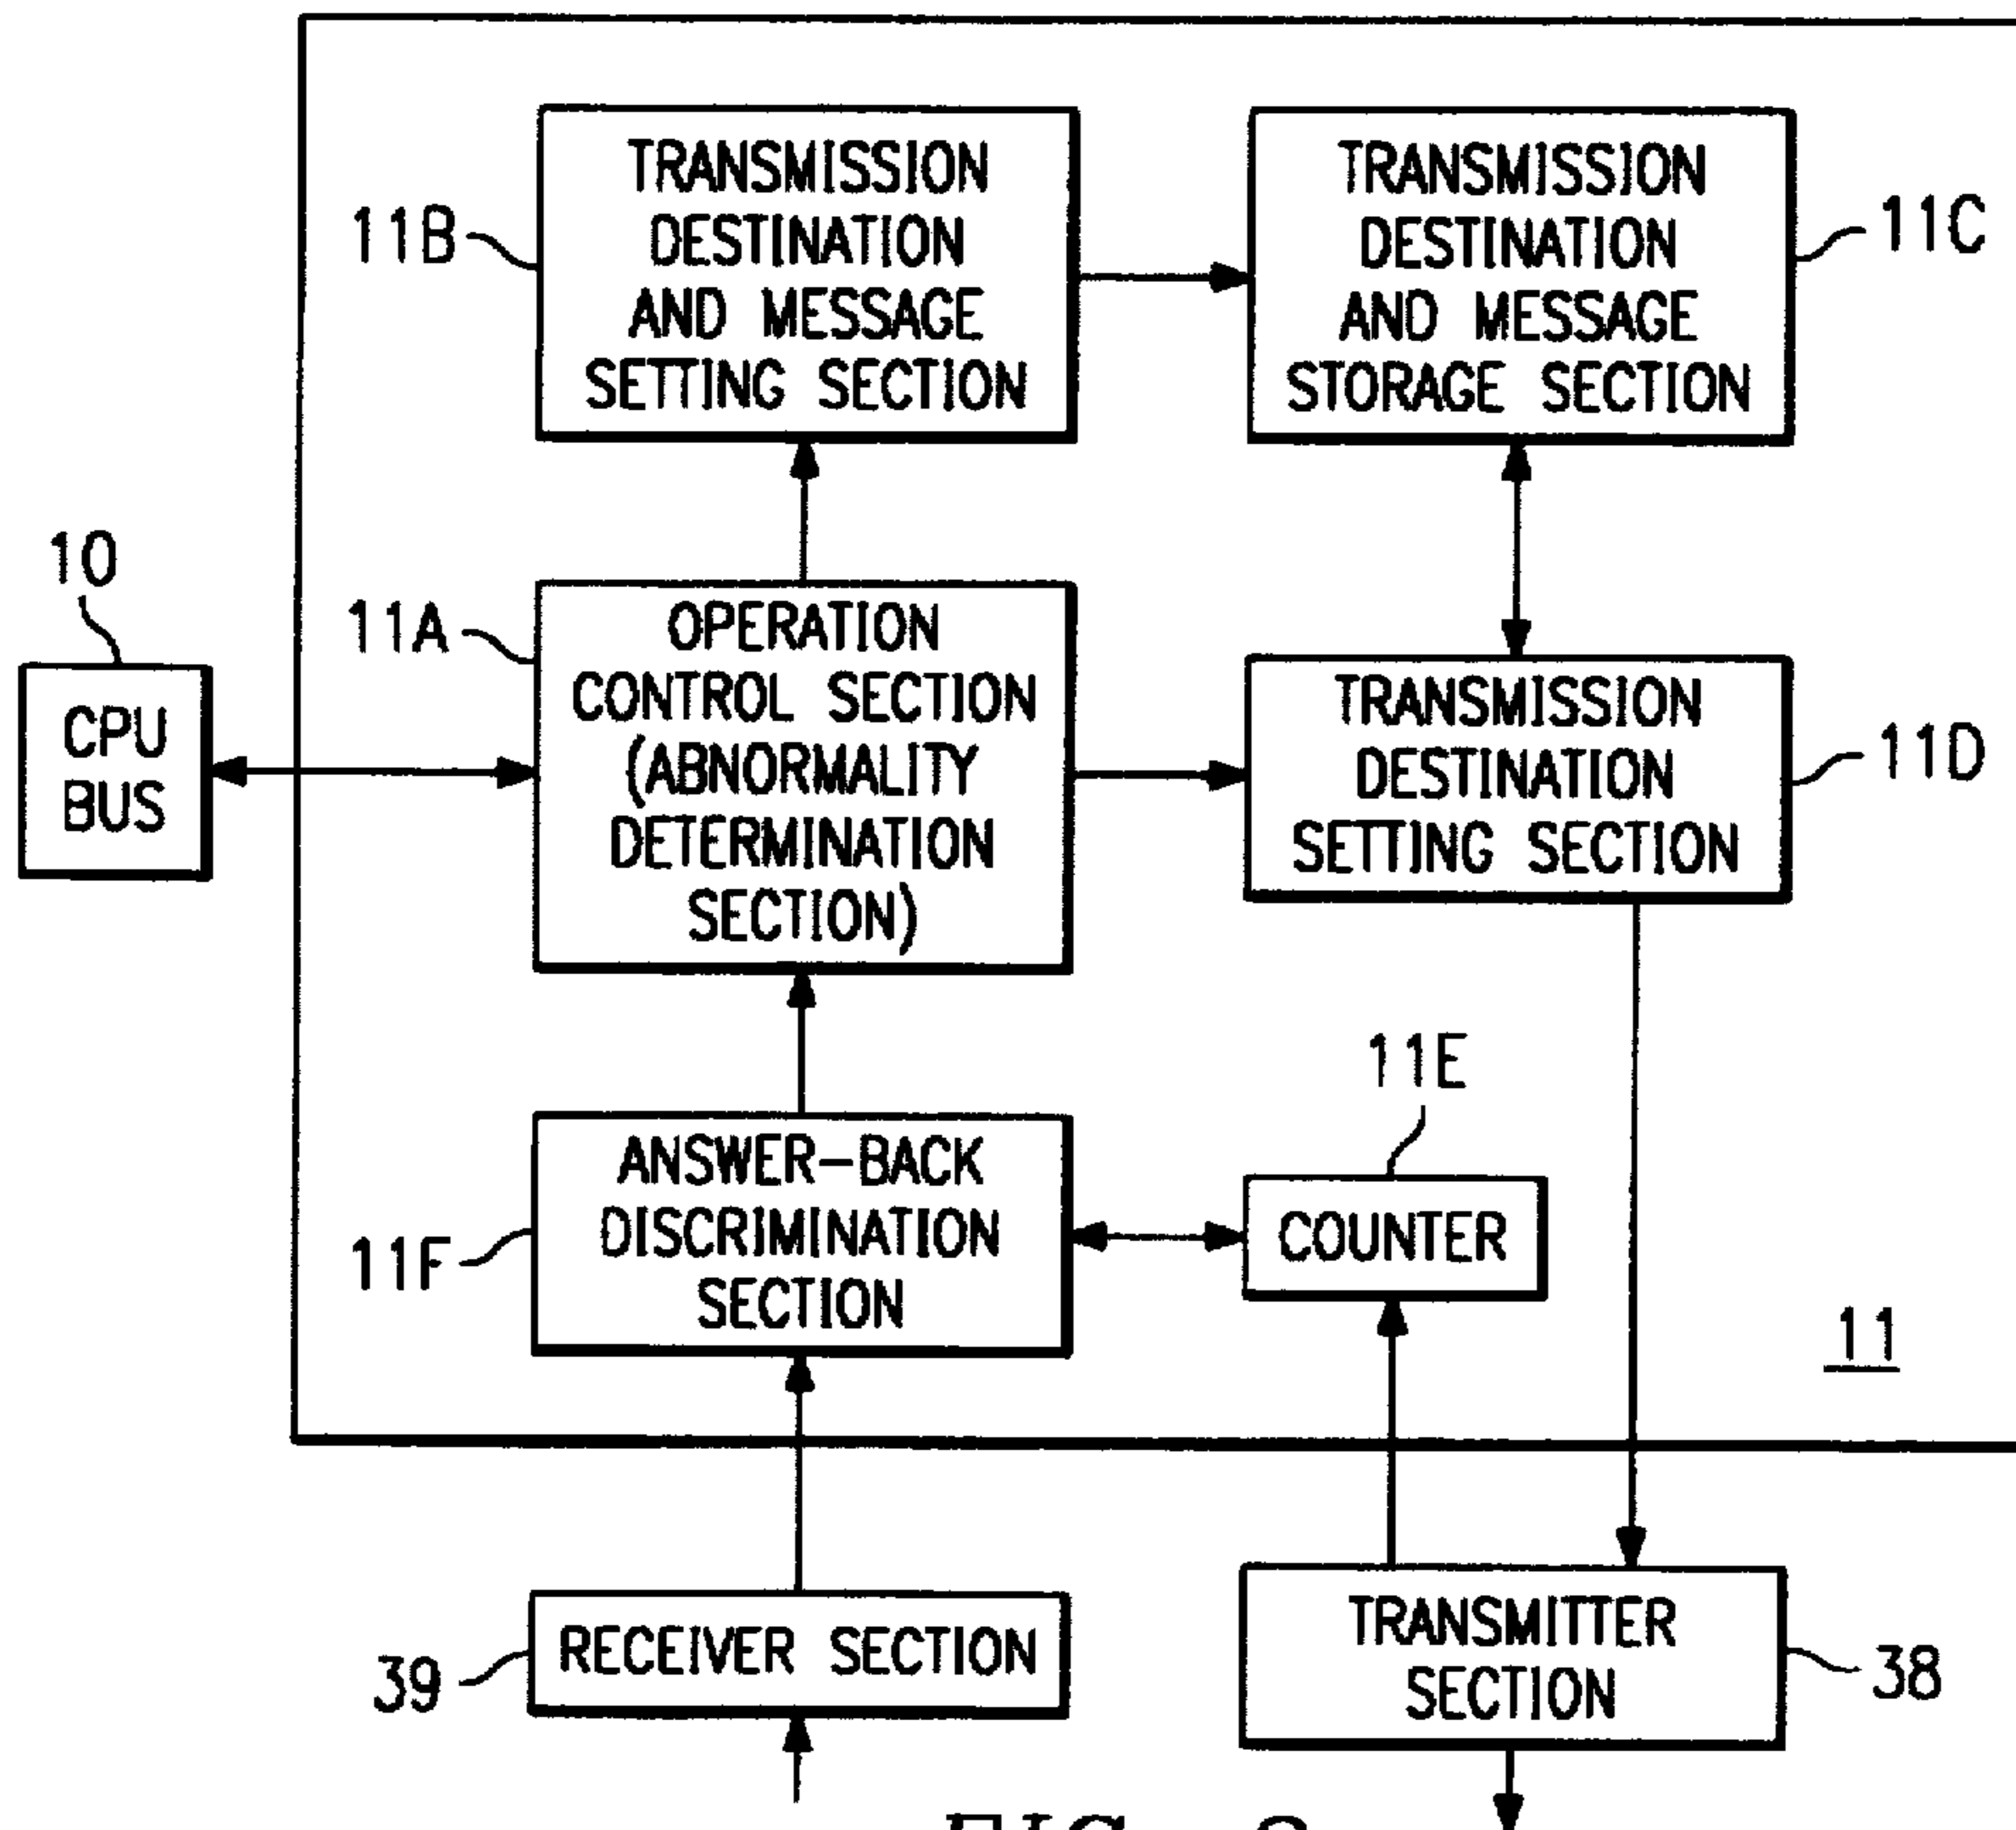 TRANSMISSION
DESTINATION
AND MESSAGE
SETTING SECTION
11B
TRANSMISSION
DESTINATION
AND MESSAGE
STORAGE SECTION
11C
10
CPU
BUS
11A
OPERATION
CONTROL SECTION
(ABNORMALITY
DETERMINATION
SECTION)
TRANSMISSION
DESTINATION
SETTING SECTION
11D
11E
ANSWER-BACK
DISCRIMINATION
SECTION
11F
COUNTER
11
RECEIVER SECTION
39
TRANSMITTER
SECTION
38